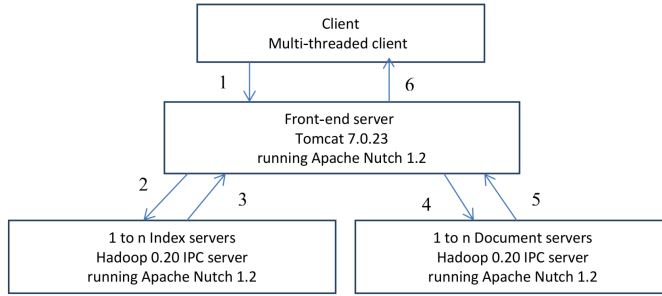 Client
Multi-threaded client
1
6
Front-end server
Tomcat 7.0.23
running Apache Nutch 1.2
2
3
4
5
1 to n Index servers
Hadoop 0.20 IPC server
running Apache Nutch 1.2
1 to n Document servers
Hadoop 0.20 IPC server
running Apache Nutch 1.2